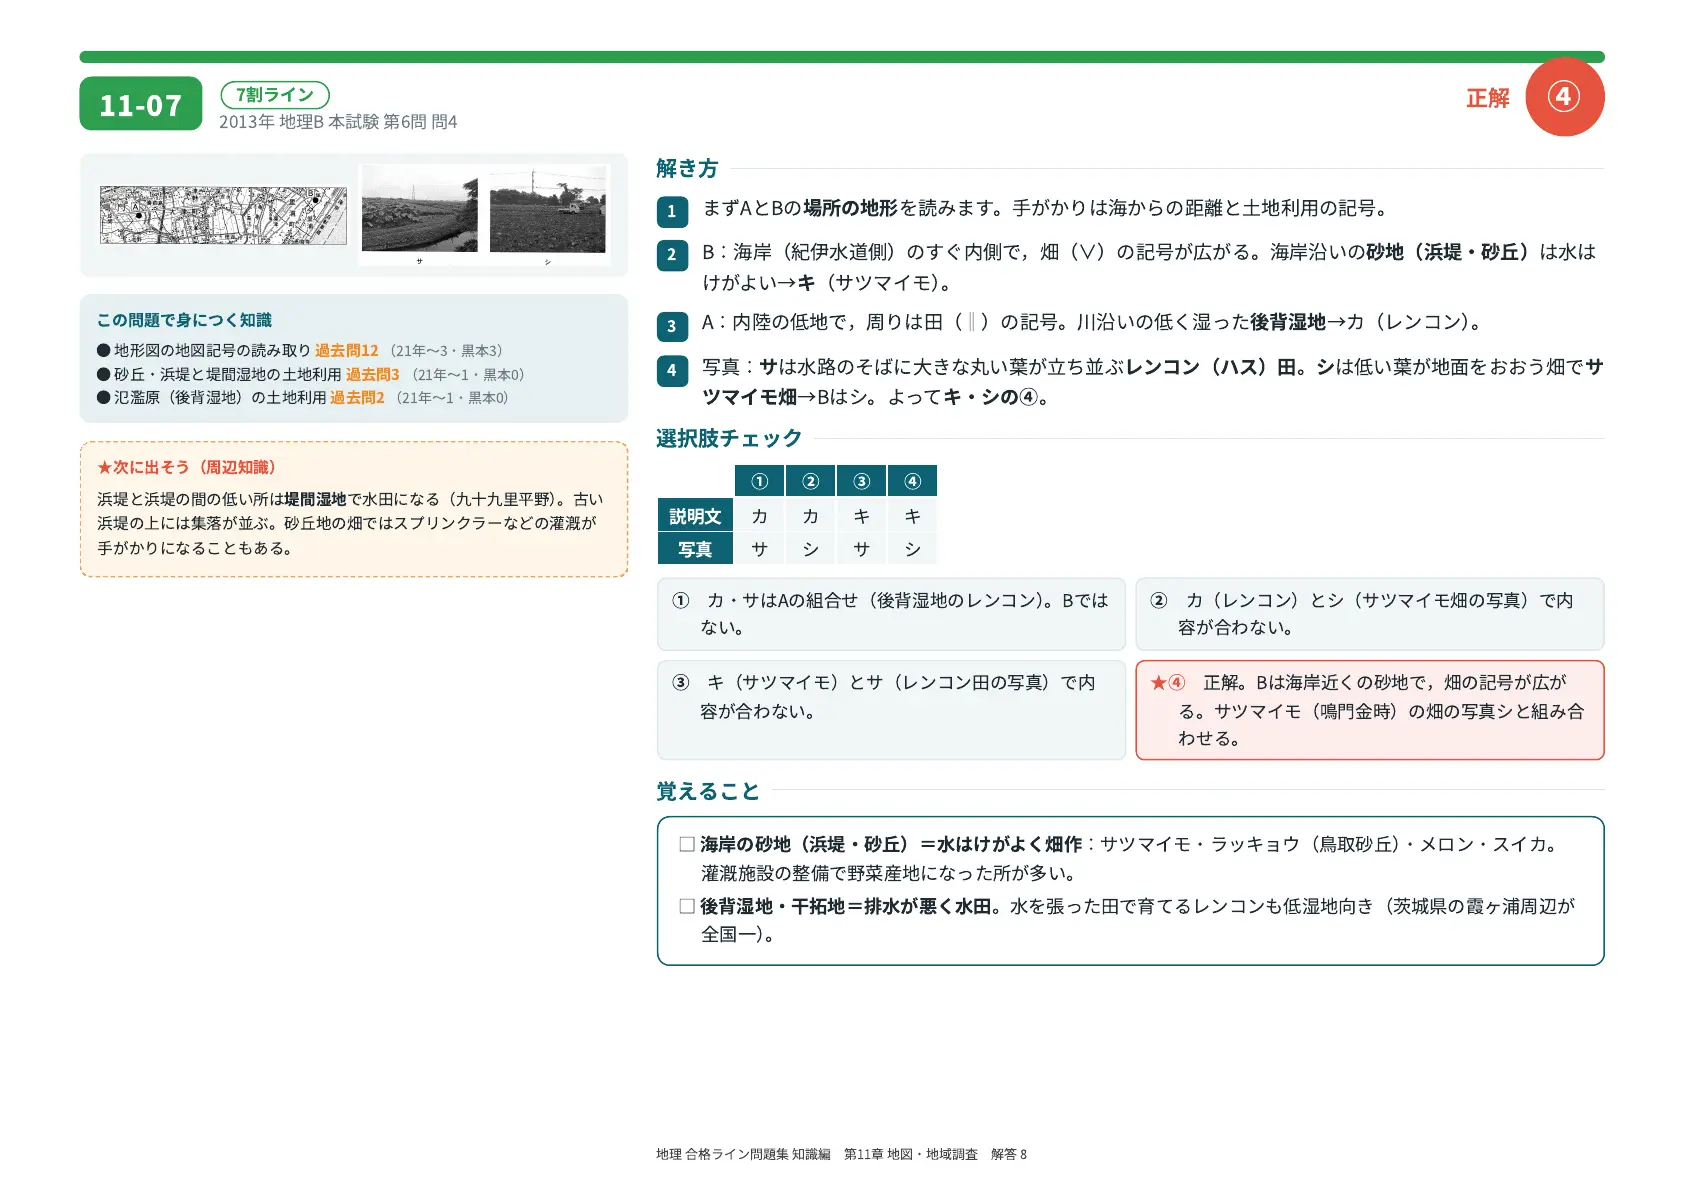 11-07
7割ライン
2013年 地理B 本試験 第6問 問4
正解 ④
A
B
サ
シ
この問題で身につく知識
● 地形図の地図記号の読み取り 過去問12 （21年～3・黒本3）
● 砂丘・浜堤と堤間湿地の土地利用 過去問3 （21年～1・黒本0）
● 氾濫原（後背湿地）の土地利用 過去問2 （21年～1・黒本0）
★次に出そう（周辺知識）
浜堤と浜堤の間の低い所は堤間湿地で水田になる（九十九里平野）。古い
浜堤の上には集落が並ぶ。砂丘地の畑ではスプリンクラーなどの灌漑が
手がかりになることもある。
解き方
1 まずAとBの場所の地形を読みます。手がかりは海からの距離と土地利用の記号。
2 B：海岸（紀伊水道側）のすぐ内側で，畑（∨）の記号が広がる。海岸沿いの砂地（浜堤・砂丘）は水は
けがよい→キ（サツマイモ）。
3 A：内陸の低地で，周りは田（∥）の記号。川沿いの低く湿った後背湿地→カ（レンコン）。
4 写真：サは水路のそばに大きな丸い葉が立ち並ぶレンコン（ハス）田。シは低い葉が地面をおおう畑でサ
ツマイモ畑→Bはシ。よってキ・シの④。
選択肢チェック
① ② ③ ④
説明文 カ カ キ キ
写真 サ シ サ シ
① カ・サはAの組合せ（後背湿地のレンコン）。Bでは
ない。
② カ（レンコン）とシ（サツマイモ畑の写真）で内
容が合わない。
③ キ（サツマイモ）とサ（レンコン田の写真）で内
容が合わない。
★④ 正解。Bは海岸近くの砂地で，畑の記号が広が
る。サツマイモ（鳴門金時）の畑の写真シと組み合
わせる。
覚えること
□ 海岸の砂地（浜堤・砂丘）＝水はけがよく畑作：サツマイモ・ラッキョウ（鳥取砂丘）・メロン・スイカ。
灌漑施設の整備で野菜産地になった所が多い。
□ 後背湿地・干拓地＝排水が悪く水田。水を張った田で育てるレンコンも低湿地向き（茨城県の霞ヶ浦周辺が
全国一）。
地理 合格ライン問題集 知識編 第11章 地図・地域調査 解答 8